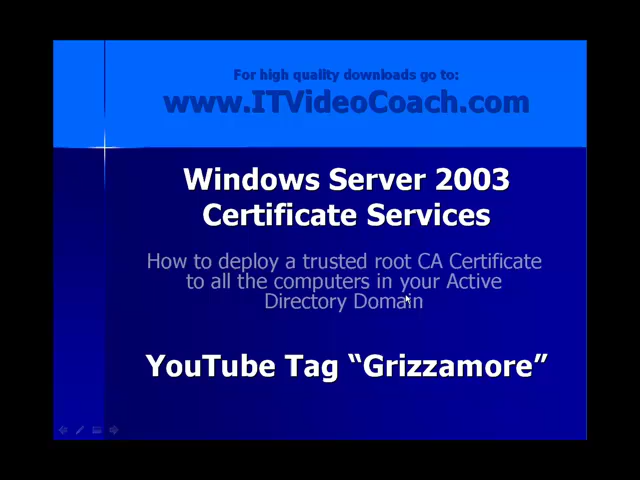 For high quality downloads go to:
www.ITVideoCoach.com
Windows Server 2003
Certificate Services
How to deploy a trusted root CA Certificate
to all the computers in your Active
Directory Domain
YouTube Tag “Grizzamore”